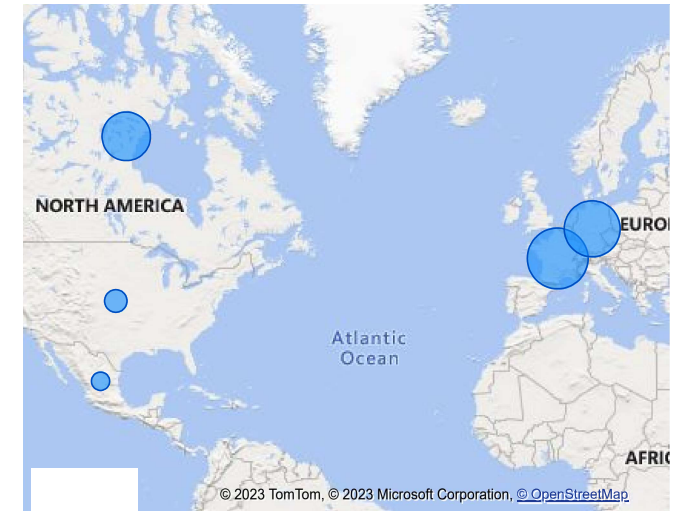 NORTH AMERICA
EURO
Atlantic
Ocean
AFRIC
© 2023 TomTom, © 2023 Microsoft Corporation, © OpenStreetMap